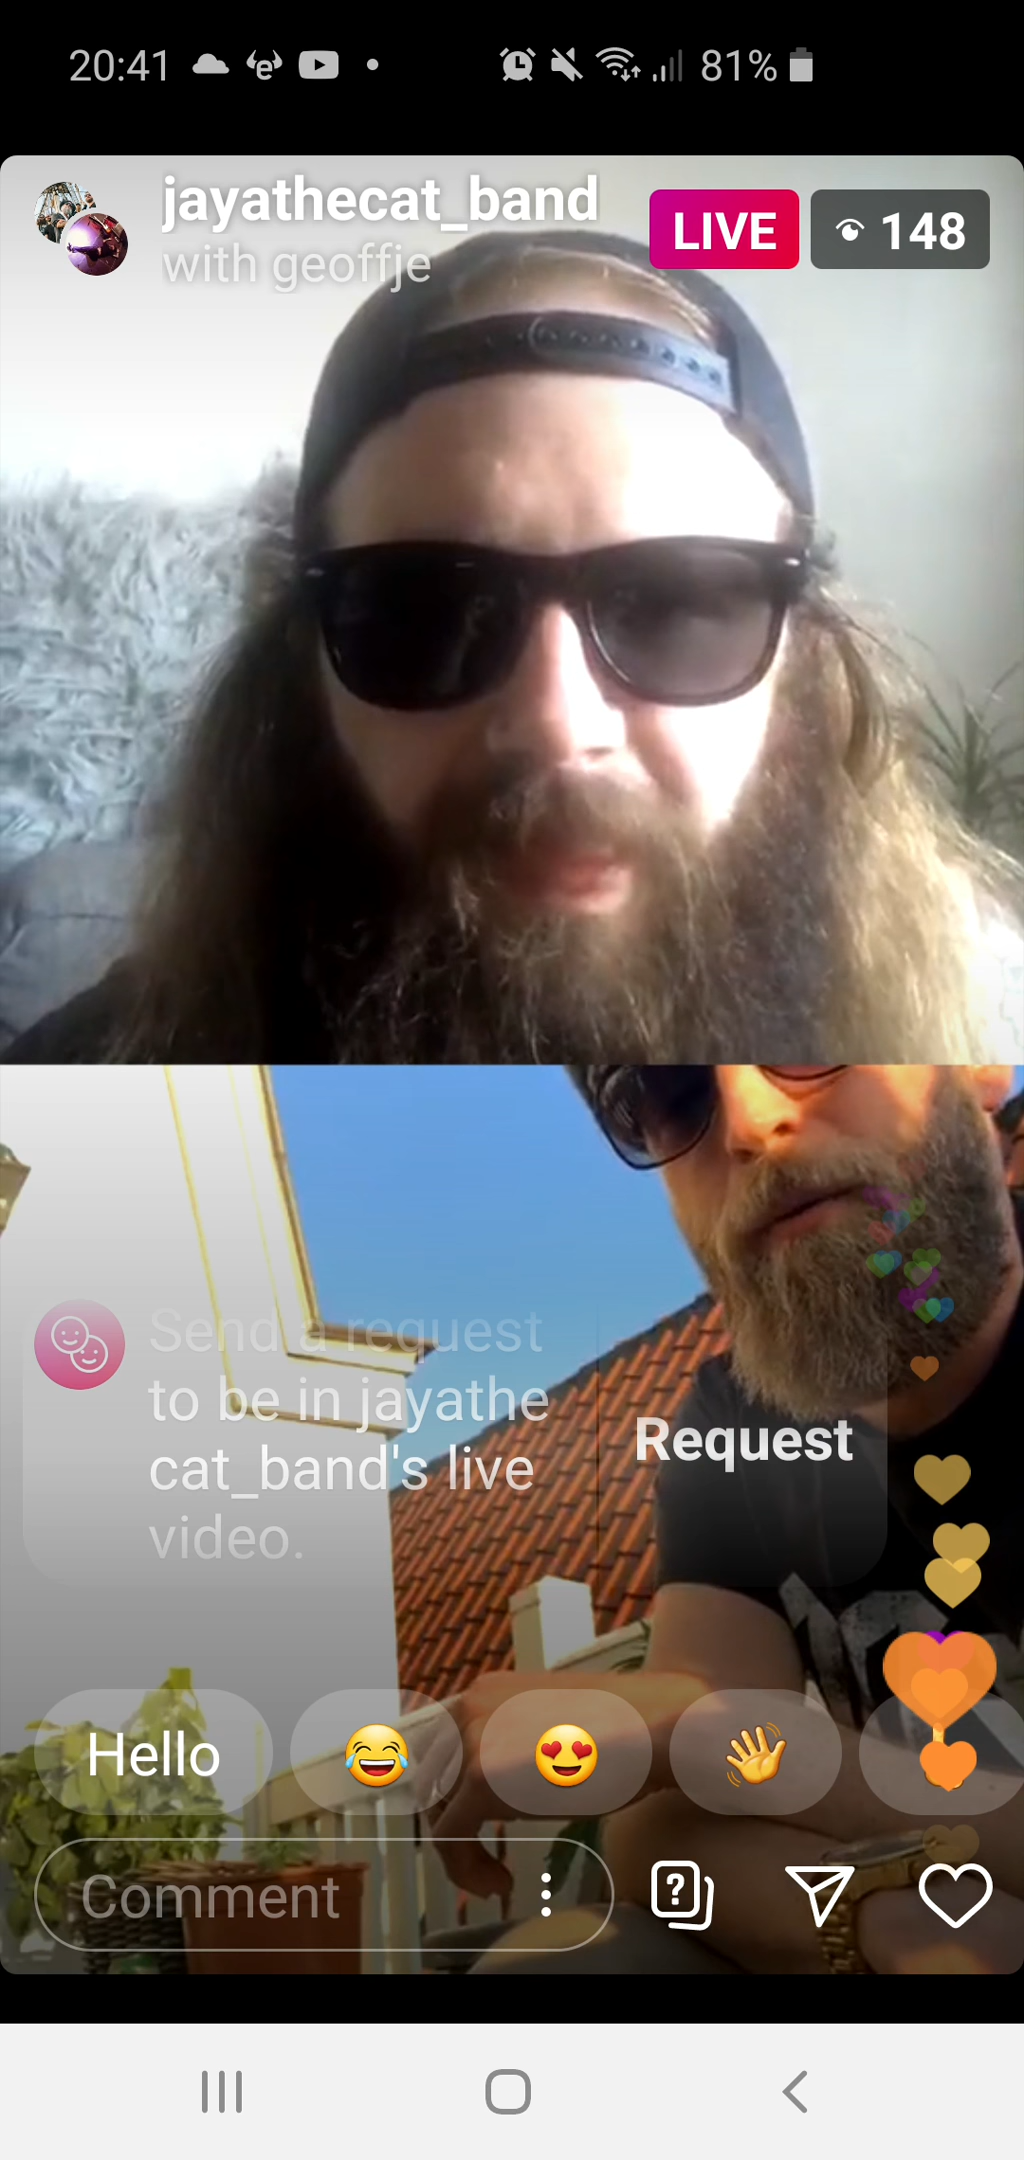 20:41
81%
jayathecat_band
with geoffje
LIVE
148
Send a request
to be in jayathe
cat_band's live
video.
Request
Hello
Comment